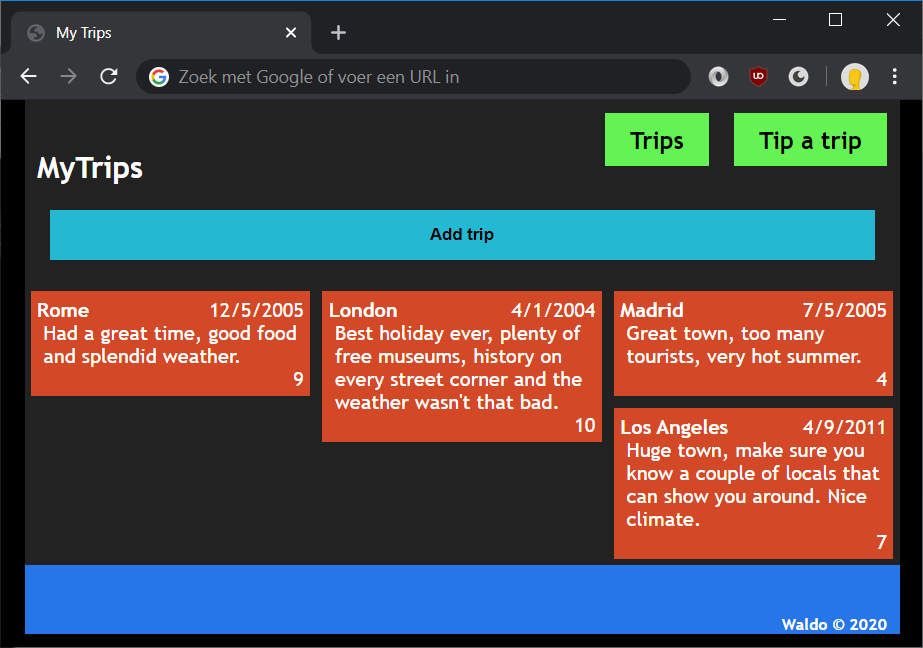 My Trips
Zoek met Google of voer een URL in
UO
Trips
Tip a trip
MyTrips
Add trip
Rome 12/5/2005
Had a great time, good food
and splendid weather.
9
London 4/1/2004
Best holiday ever, plenty of
free museums, history on
every street corner and the
weather wasn't that bad.
10
Madrid 7/5/2005
Great town, too many
tourists, very hot summer.
4
Los Angeles 4/9/2011
Huge town, make sure you
know a couple of locals that
can show you around. Nice
climate.
7
Waldo © 2020